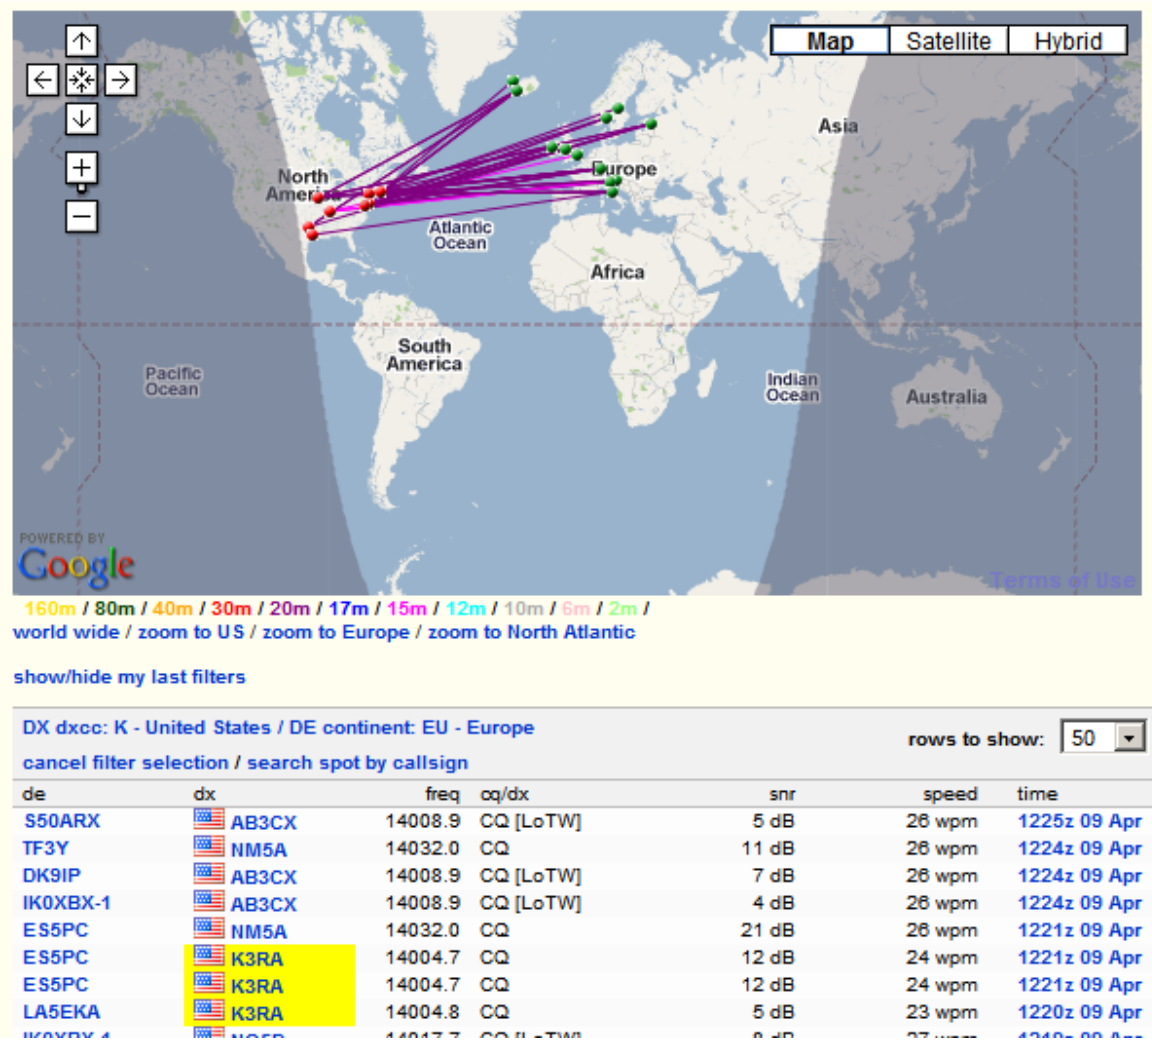 Map Satellite Hybrid
North
America
Europe
Asia
Atlantic
Ocean
Africa
South
America
Pacific
Ocean
Indian
Ocean
Australia
POWERED BY
Google
Terms of Use
160m / 80m / 40m / 30m / 20m / 17m / 15m / 12m / 10m / 6m / 2m /
world wide / zoom to US / zoom to Europe / zoom to North Atlantic
show/hide my last filters
DX dxcc: K - United States / DE continent: EU - Europe
rows to show: 50
cancel filter selection / search spot by callsign
de dx freq cq/dx snr speed time
S50ARX AB3CX 14008.9 CQ [LoTW] 5 dB 26 wpm 1225z 09 Apr
TF3Y NM5A 14032.0 CQ 11 dB 26 wpm 1224z 09 Apr
DK9IP AB3CX 14008.9 CQ [LoTW] 7 dB 26 wpm 1224z 09 Apr
IK0XBX-1 AB3CX 14008.9 CQ [LoTW] 4 dB 26 wpm 1224z 09 Apr
ES5PC NM5A 14032.0 CQ 21 dB 26 wpm 1221z 09 Apr
ES5PC K3RA 14004.7 CQ 12 dB 24 wpm 1221z 09 Apr
ES5PC K3RA 14004.7 CQ 12 dB 24 wpm 1221z 09 Apr
LA5EKA K3RA 14004.8 CQ 5 dB 23 wpm 1220z 09 Apr